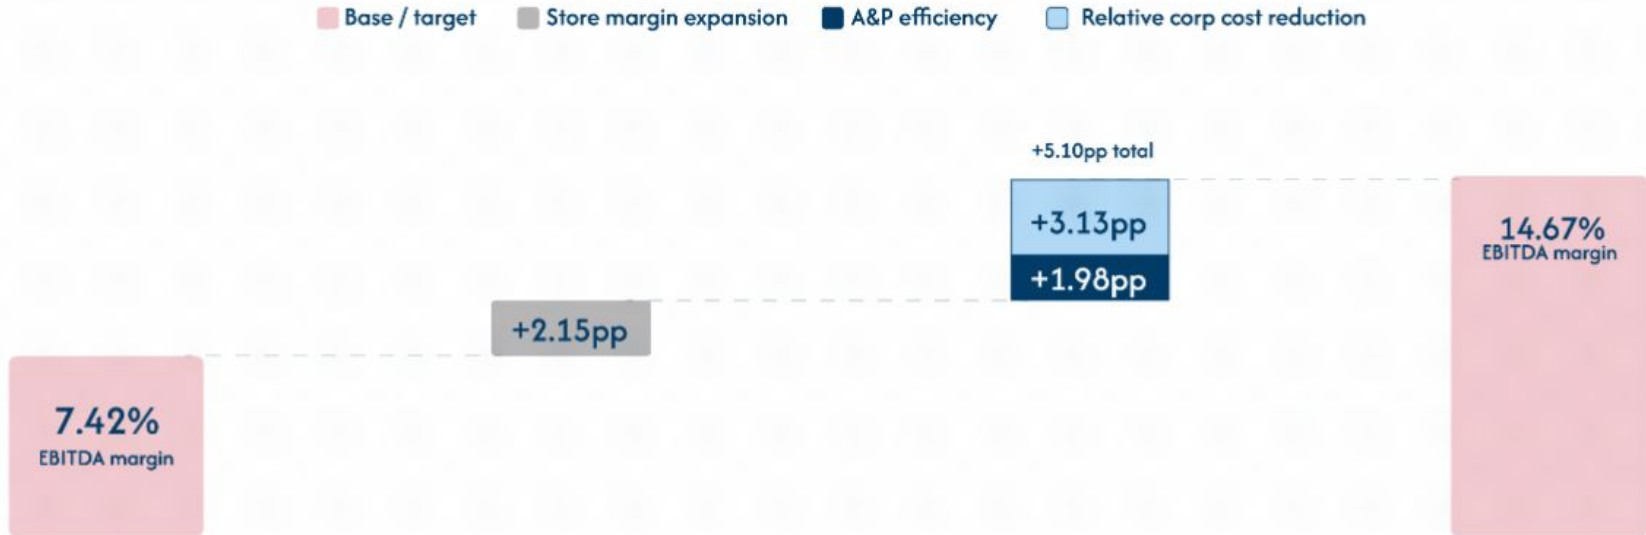 Base / target Store margin expansion A&P efficiency Relative corp cost reduction
+5.10pp total
+3.13pp
+1.98pp
+2.15pp
7.42%
EBITDA margin
14.67%
EBITDA margin